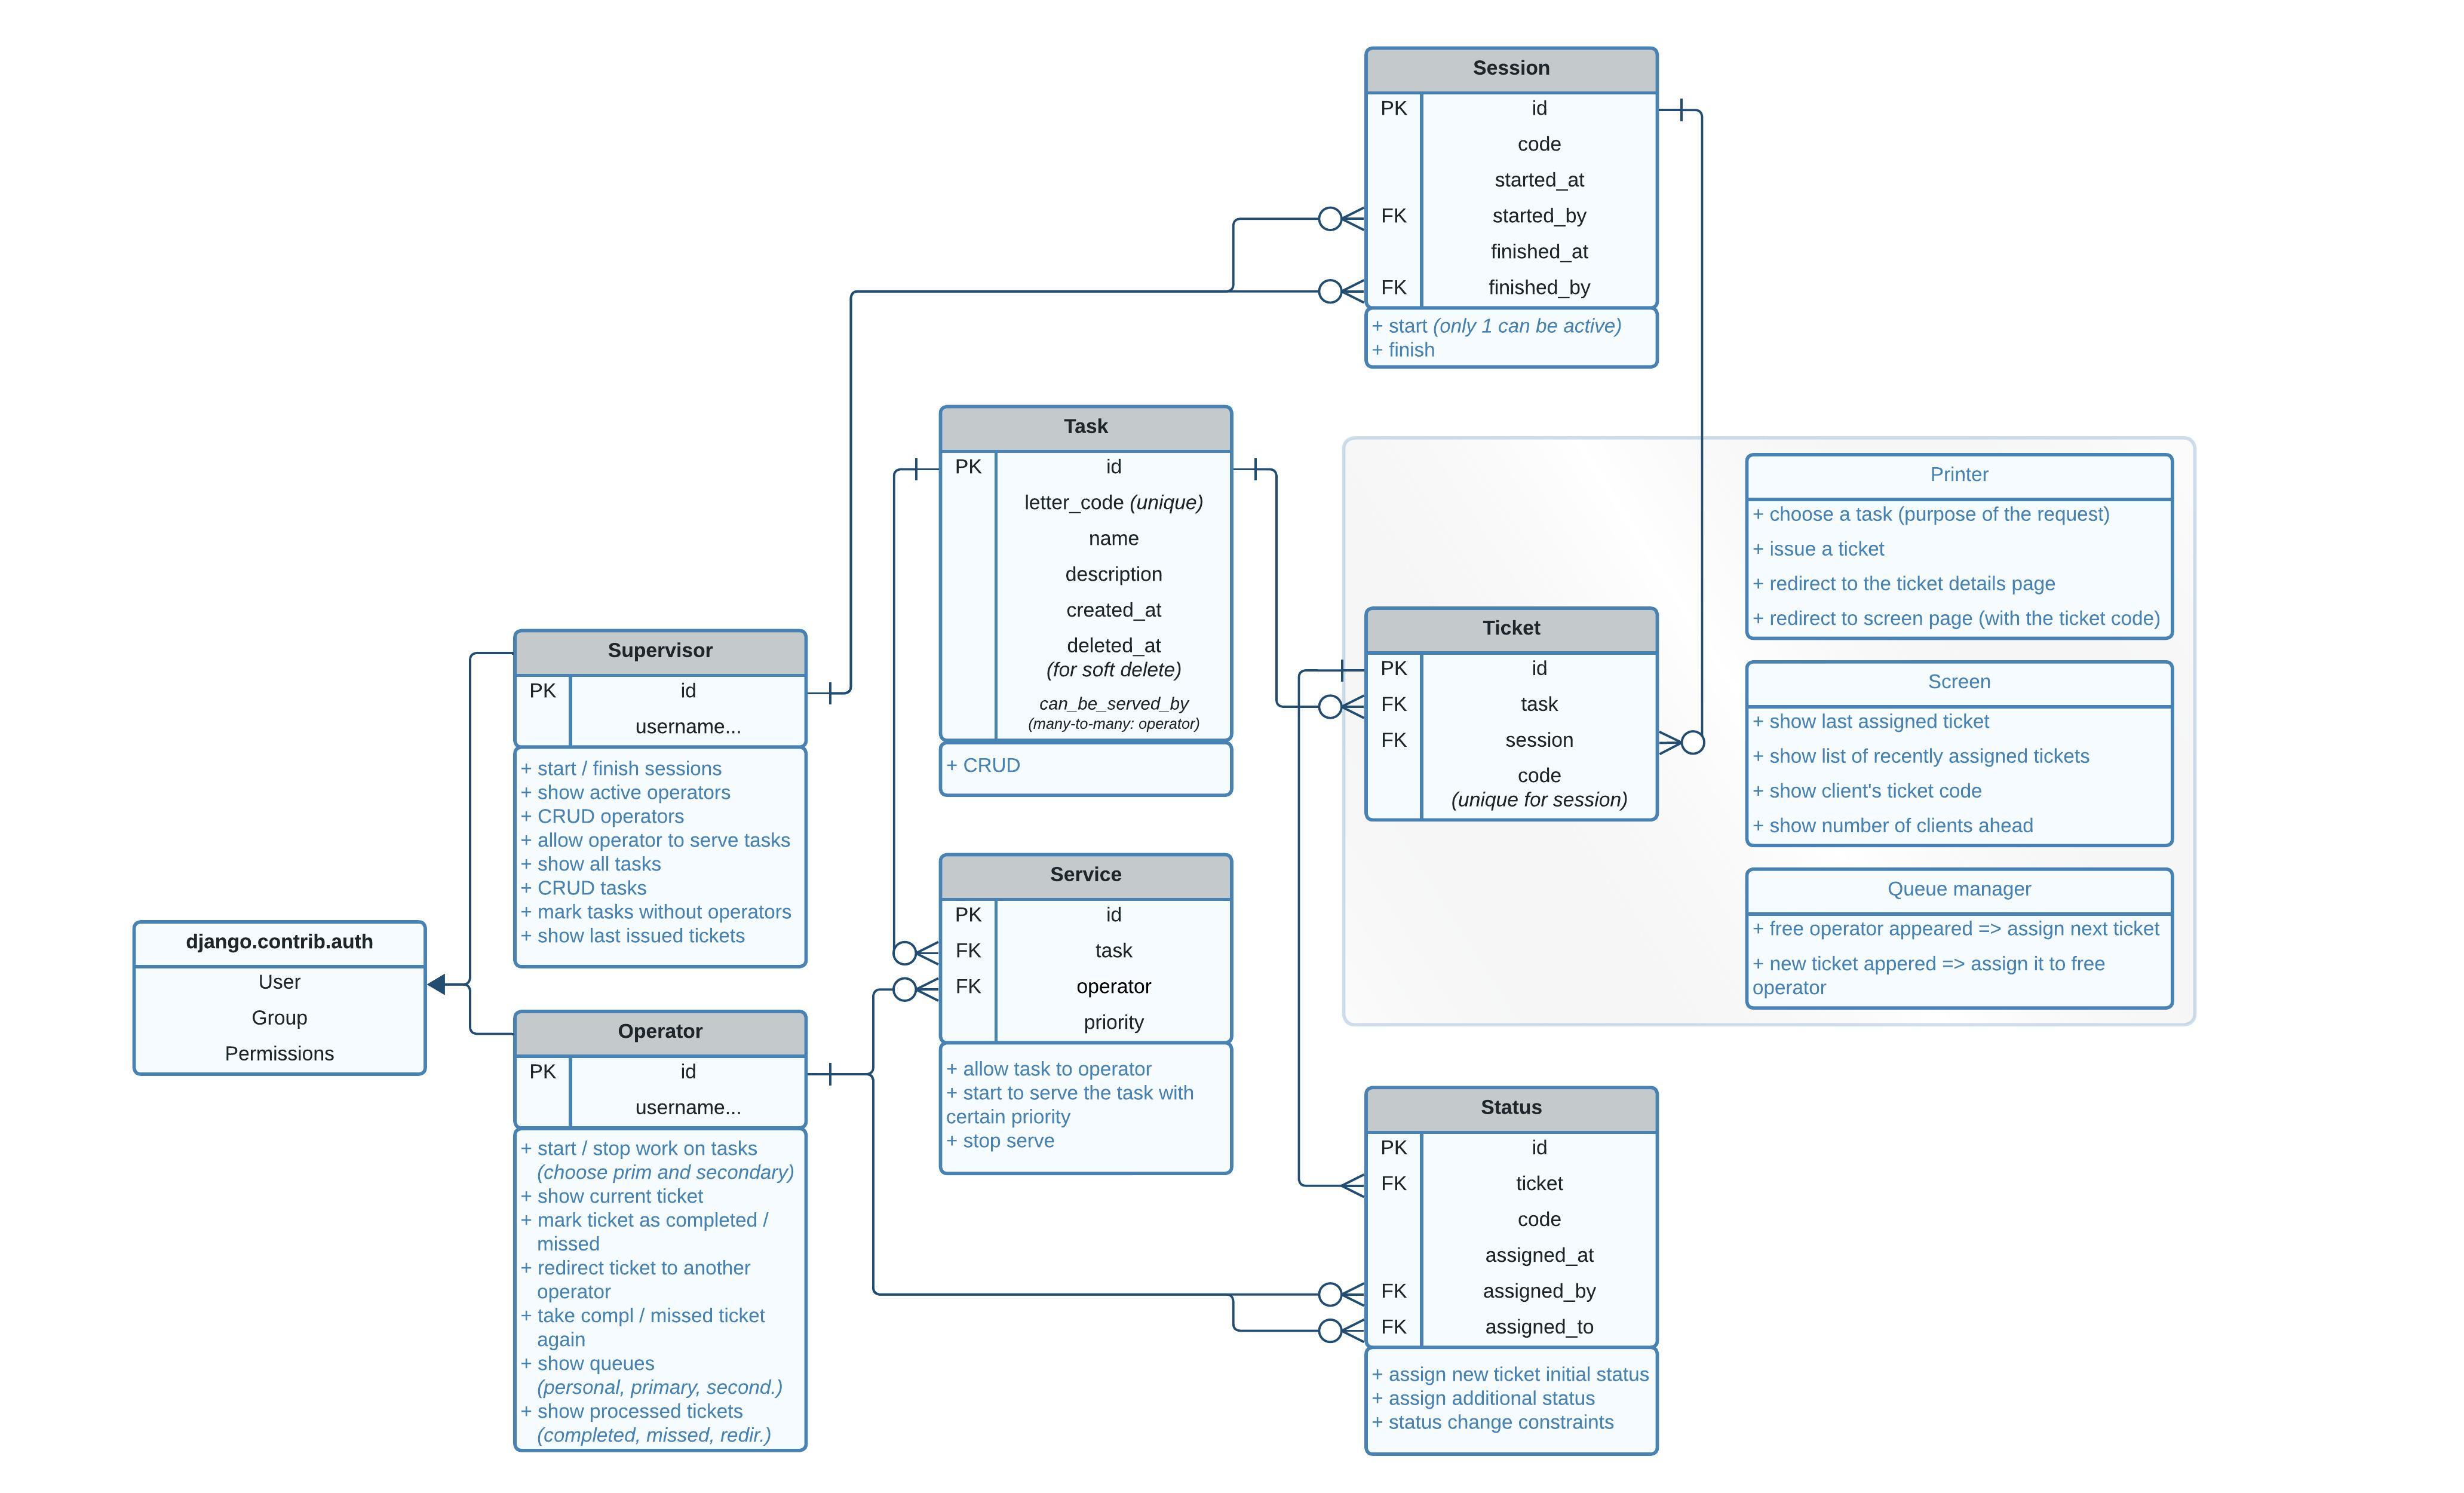 Session
PK id
code
started_at
FK started_by
finished_at
FK finished_by
+ start (only 1 can be active)
+ finish
Task
PK id
letter_code (unique)
name
description
created_at
deleted_at
(for soft delete)
can_be_served_by
(many-to-many: operator)
+ CRUD
Printer
+ choose a task (purpose of the request)
+ issue a ticket
+ redirect to the ticket details page
+ redirect to screen page (with the ticket code)
Ticket
PK id
FK task
FK session
code
(unique for session)
Screen
+ show last assigned ticket
+ show list of recently assigned tickets
+ show client's ticket code
+ show number of clients ahead
Queue manager
+ free operator appeared => assign next ticket
+ new ticket appered => assign it to free
operator
Supervisor
PK id
username...
+ start / finish sessions
+ show active operators
+ CRUD operators
+ allow operator to serve tasks
+ show all tasks
+ CRUD tasks
+ mark tasks without operators
+ show last issued tickets
Service
PK id
FK task
FK operator
priority
+ allow task to operator
+ start to serve the task with
certain priority
+ stop serve
django.contrib.auth
User
Group
Permissions
Operator
PK id
username...
+ start / stop work on tasks
(choose prim and secondary)
+ show current ticket
+ mark ticket as completed /
missed
+ redirect ticket to another
operator
+ take compl / missed ticket
again
+ show queues
(personal, primary, second.)
+ show processed tickets
(completed, missed, redir.)
Status
PK id
FK ticket
code
assigned_at
FK assigned_by
FK assigned_to
+ assign new ticket initial status
+ assign additional status
+ status change constraints